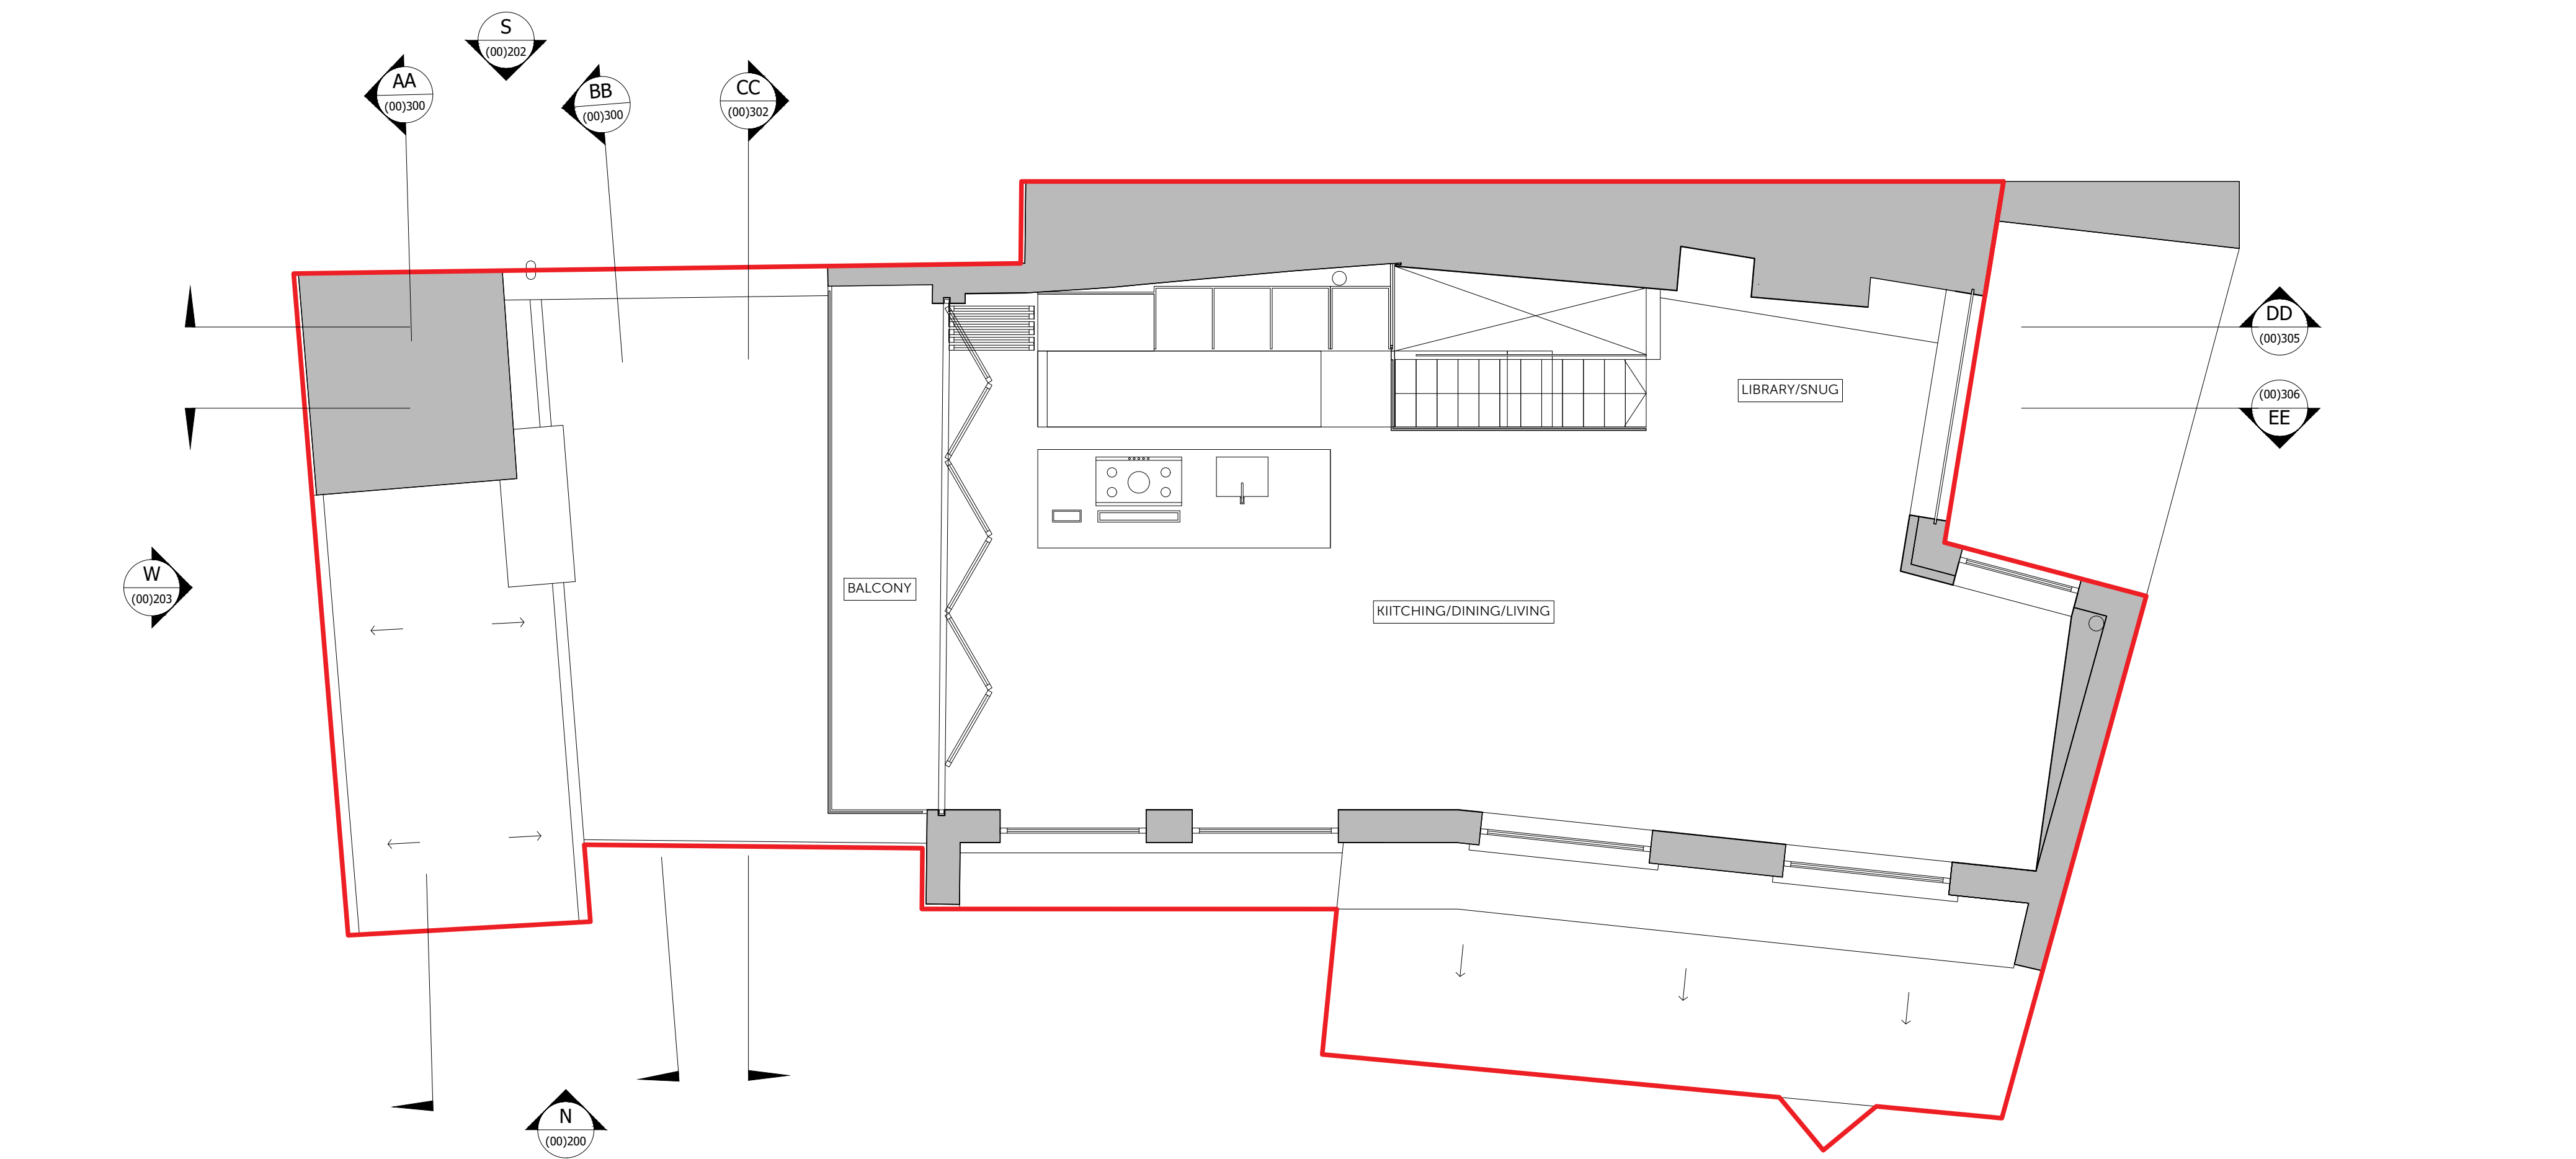 S
(00)202
AA
(00)300
BB
(00)300
CC
(00)302
DD
(00)305
LIBRARY/SNUG
(00)306
EE
W
(00)203
BALCONY
KIITCHING/DINING/LIVING
N
(00)200